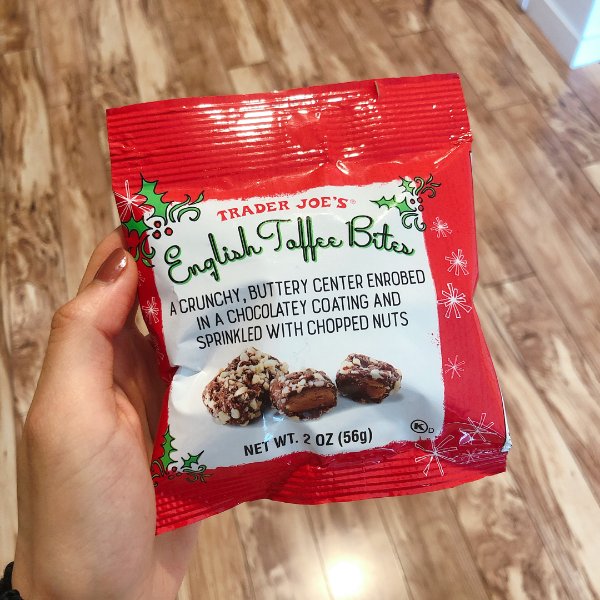 TRADER JOE'S®
English Toffee Bites
A CRUNCHY, BUTTERY CENTER ENROBED
IN A CHOCOLATEY COATING AND
SPRINKLED WITH CHOPPED NUTS
NET WT. 2 OZ (56g)
K D